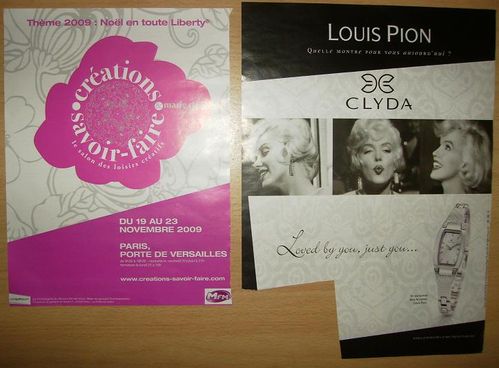 Thème 2009 : Noël en toute Liberty®
créations
& savoir-faire
le salon des loisirs créatifs
DU 19 AU 23
NOVEMBRE 2009
PARIS,
PORTE DE VERSAILLES
www.creations-savoir-faire.com
MFM
LOUIS PION
QUELLE MONTRE POUR VOUS AUJOURD'HUI ?
CLYDA
Loved by you, just you...